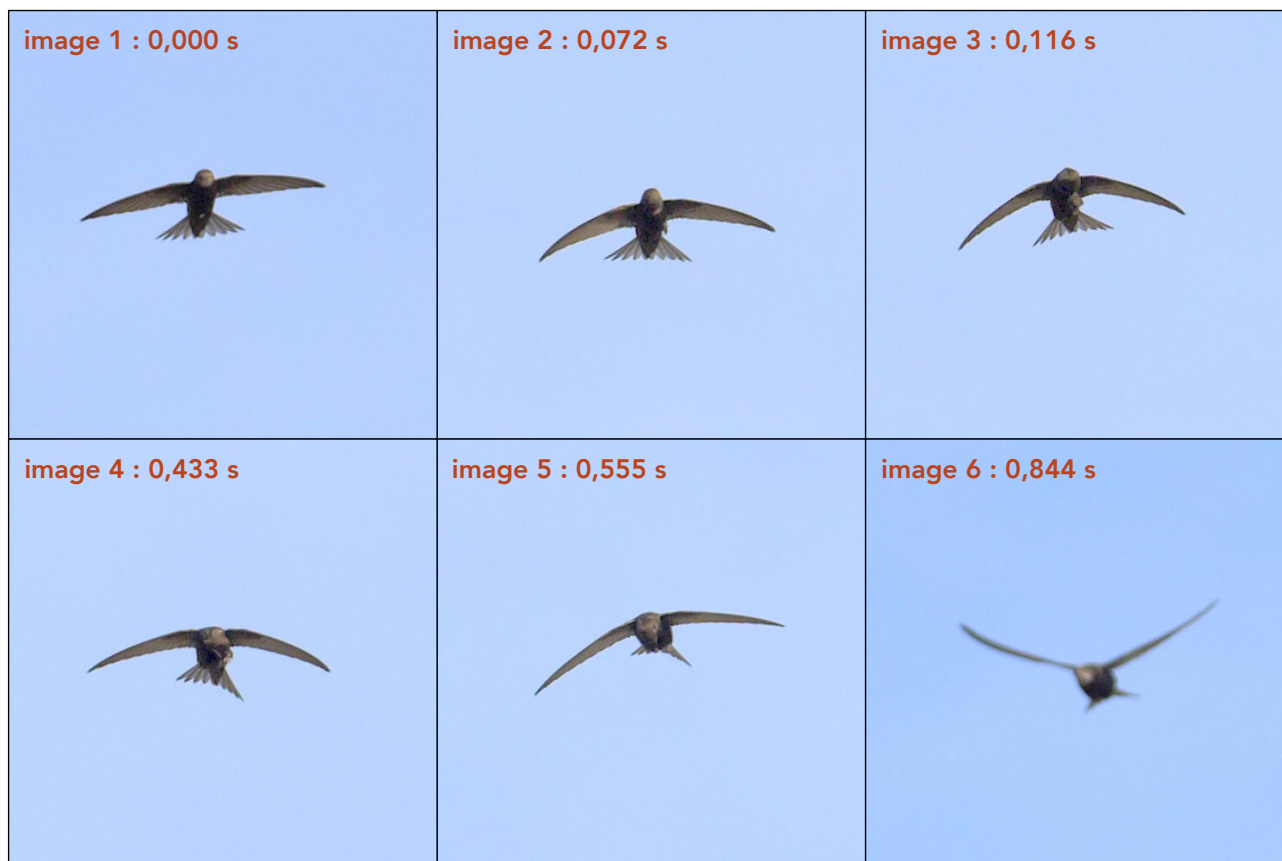 image 1 : 0,000 s
image 2 : 0,072 s
image 3 : 0,116 s
image 4 : 0,433 s
image 5 : 0,555 s
image 6 : 0,844 s